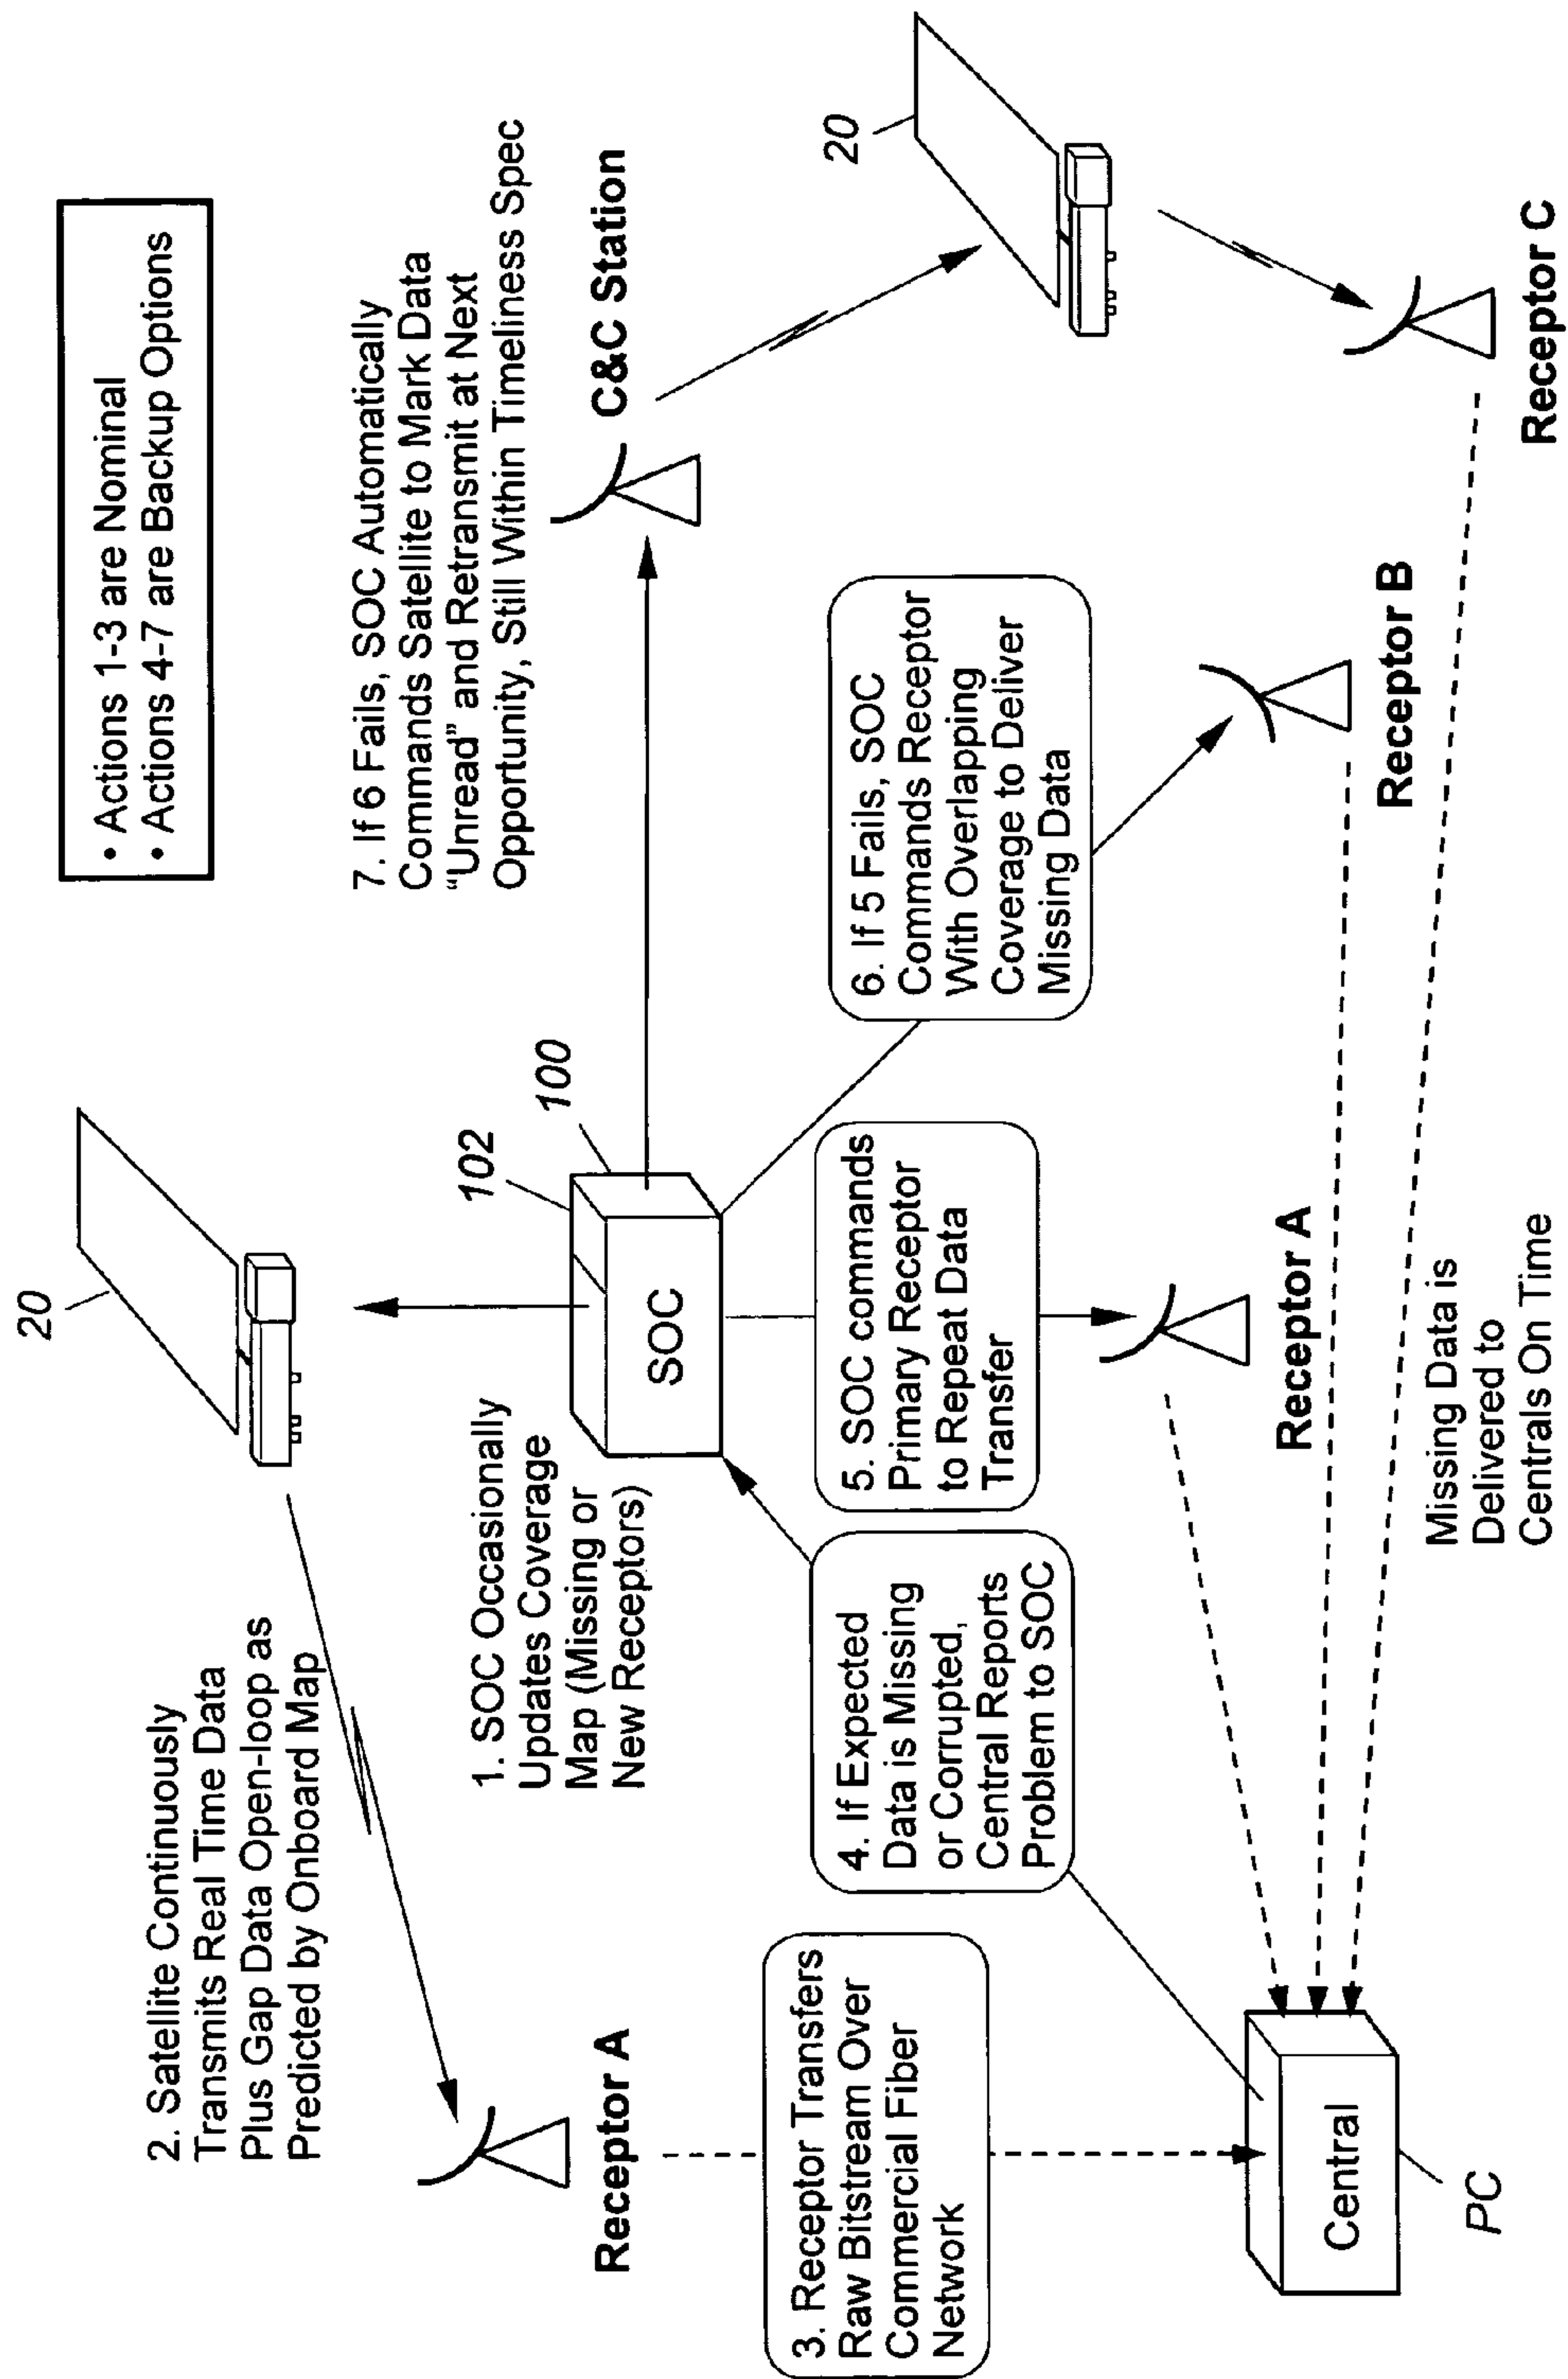 • Actions 1-3 are Nominal
• Actions 4-7 are Backup Options
20
2. Satellite Continuously
Transmits Real Time Data
Plus Gap Data Open-loop as
Predicted by Onboard Map
Receptor A
1. SOC Occasionally
Updates Coverage
Map (Missing or
New Receptors)
102
100
SOC
7. If 6 Fails, SOC Automatically
Commands Satellite to Mark Data
“Unread” and Retransmit at Next
Opportunity, Still Within Timeliness Spec
C&C Station
20
3. Receptor Transfers
Raw Bitstream Over
Commercial Fiber
Network
4. If Expected
Data is Missing
or Corrupted,
Central Reports
Problem to SOC
5. SOC commands
Primary Receptor
to Repeat Data
Transfer
6. If 5 Fails, SOC
Commands Receptor
With Overlapping
Coverage to Deliver
Missing Data
Central
PC
Receptor A
Receptor B
Receptor C
Missing Data is
Delivered to
Centrals On Time